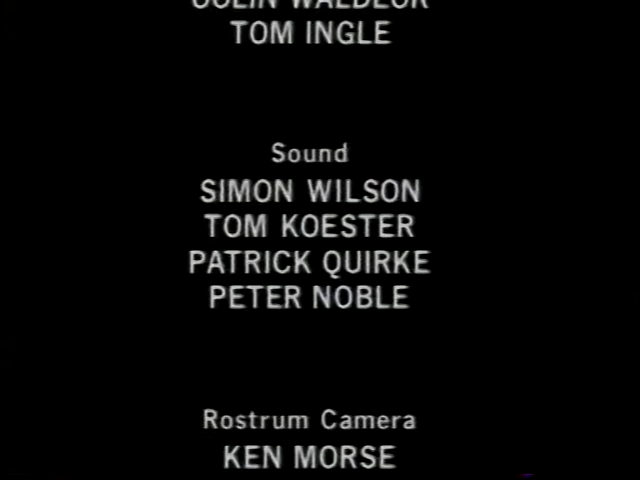 TOM INGLE
Sound
SIMON WILSON
TOM KOESTER
PATRICK QUIRKE
PETER NOBLE
Rostrum Camera
KEN MORSE